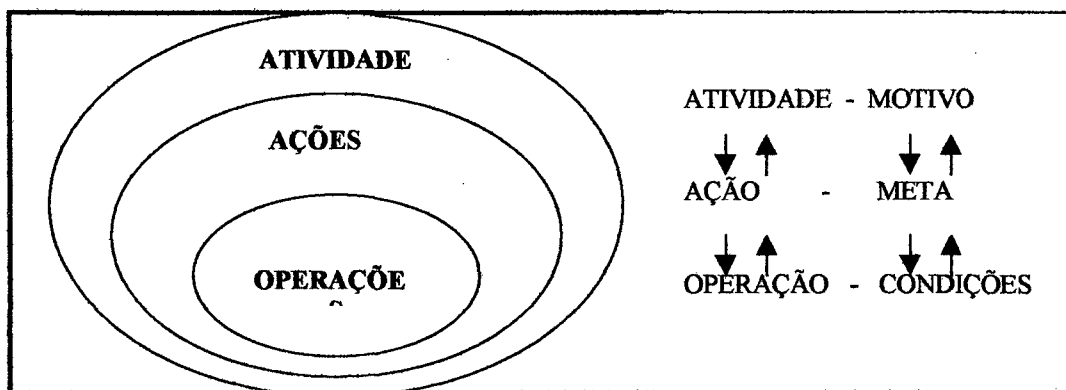 ATIVIDADE
AÇÕES
OPERAÇÕE
ATIVIDADE - MOTIVO
AÇÃO - META
OPERAÇÃO - CONDIÇÕES